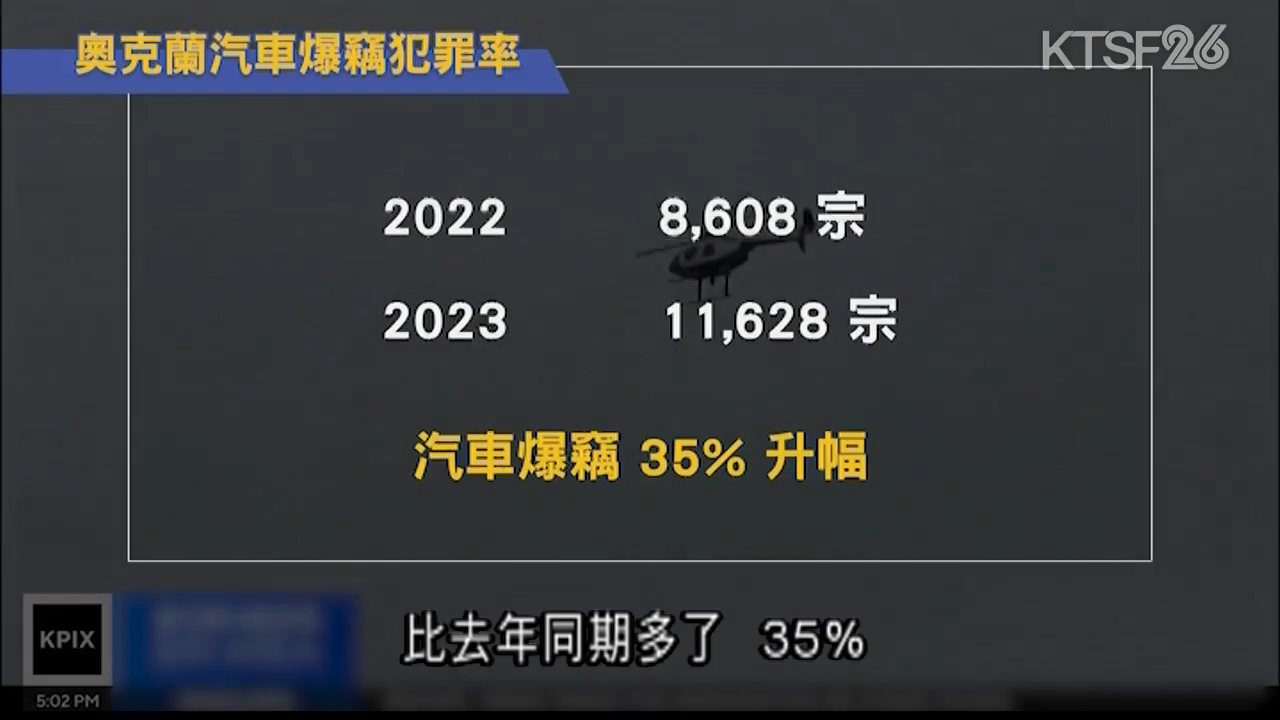 奧克蘭汽車爆竊犯罪率
KTSF26
2022 8,608 宗
2023 11,628 宗
汽車爆竊 35% 升幅
比去年同期多了 35%
KPIX
5:02 PM